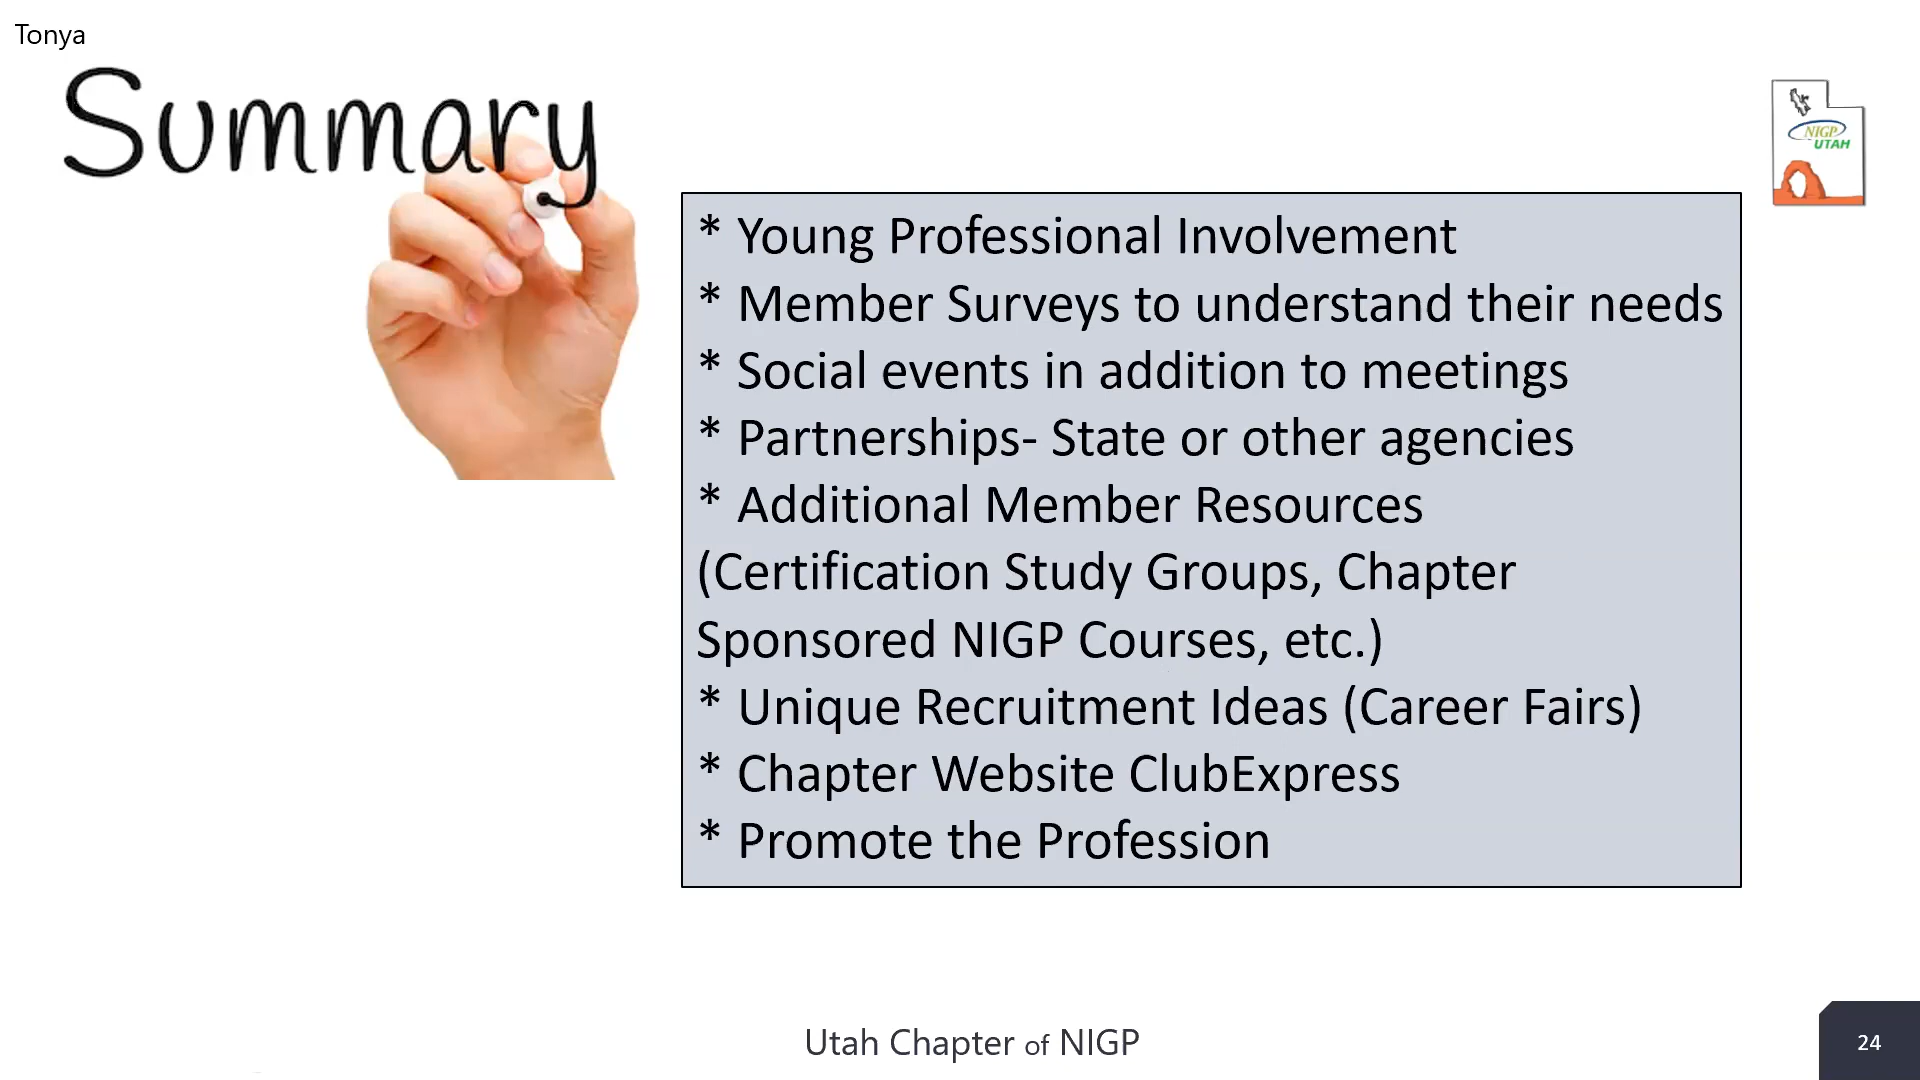 Tonya
Summary
NIGP
UTAH
* Young Professional Involvement
* Member Surveys to understand their needs
* Social events in addition to meetings
* Partnerships- State or other agencies
* Additional Member Resources
(Certification Study Groups, Chapter
Sponsored NIGP Courses, etc.)
* Unique Recruitment Ideas (Career Fairs)
* Chapter Website ClubExpress
* Promote the Profession
Utah Chapter of NIGP
24